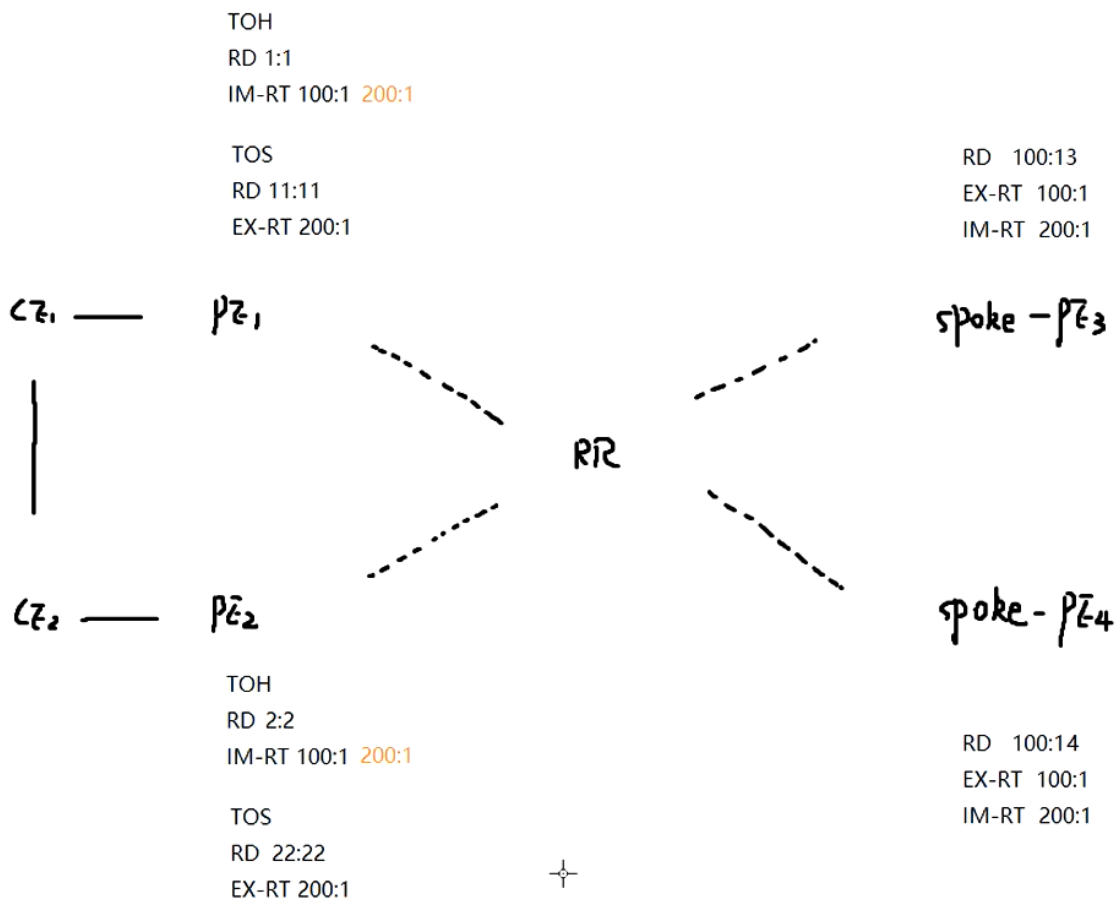 TOH
RD 1:1
IM-RT 100:1 200:1
TOS
RD 11:11
EX-RT 200:1
RD 100:13
EX-RT 100:1
IM-RT 200:1
CE1
PE1
spoke-PE3
RR
CE2
PE2
spoke-PE4
TOH
RD 2:2
IM-RT 100:1 200:1
TOS
RD 22:22
EX-RT 200:1
RD 100:14
EX-RT 100:1
IM-RT 200:1